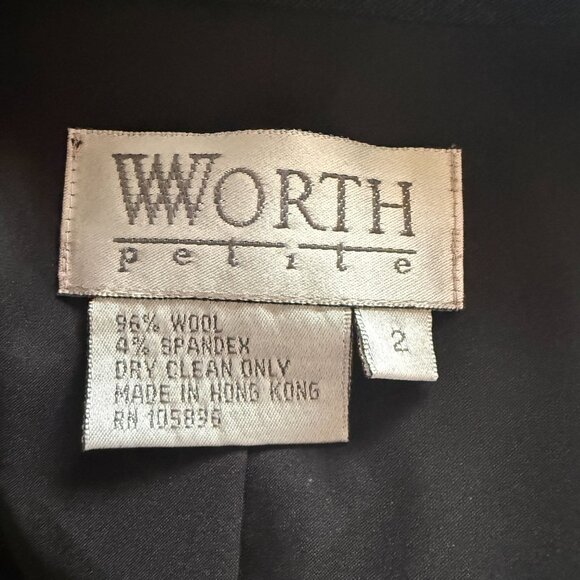 WORTH
petite
96% WOOL
4% SPANDEX
DRY CLEAN ONLY
MADE IN HONG KONG
RN 105896
2